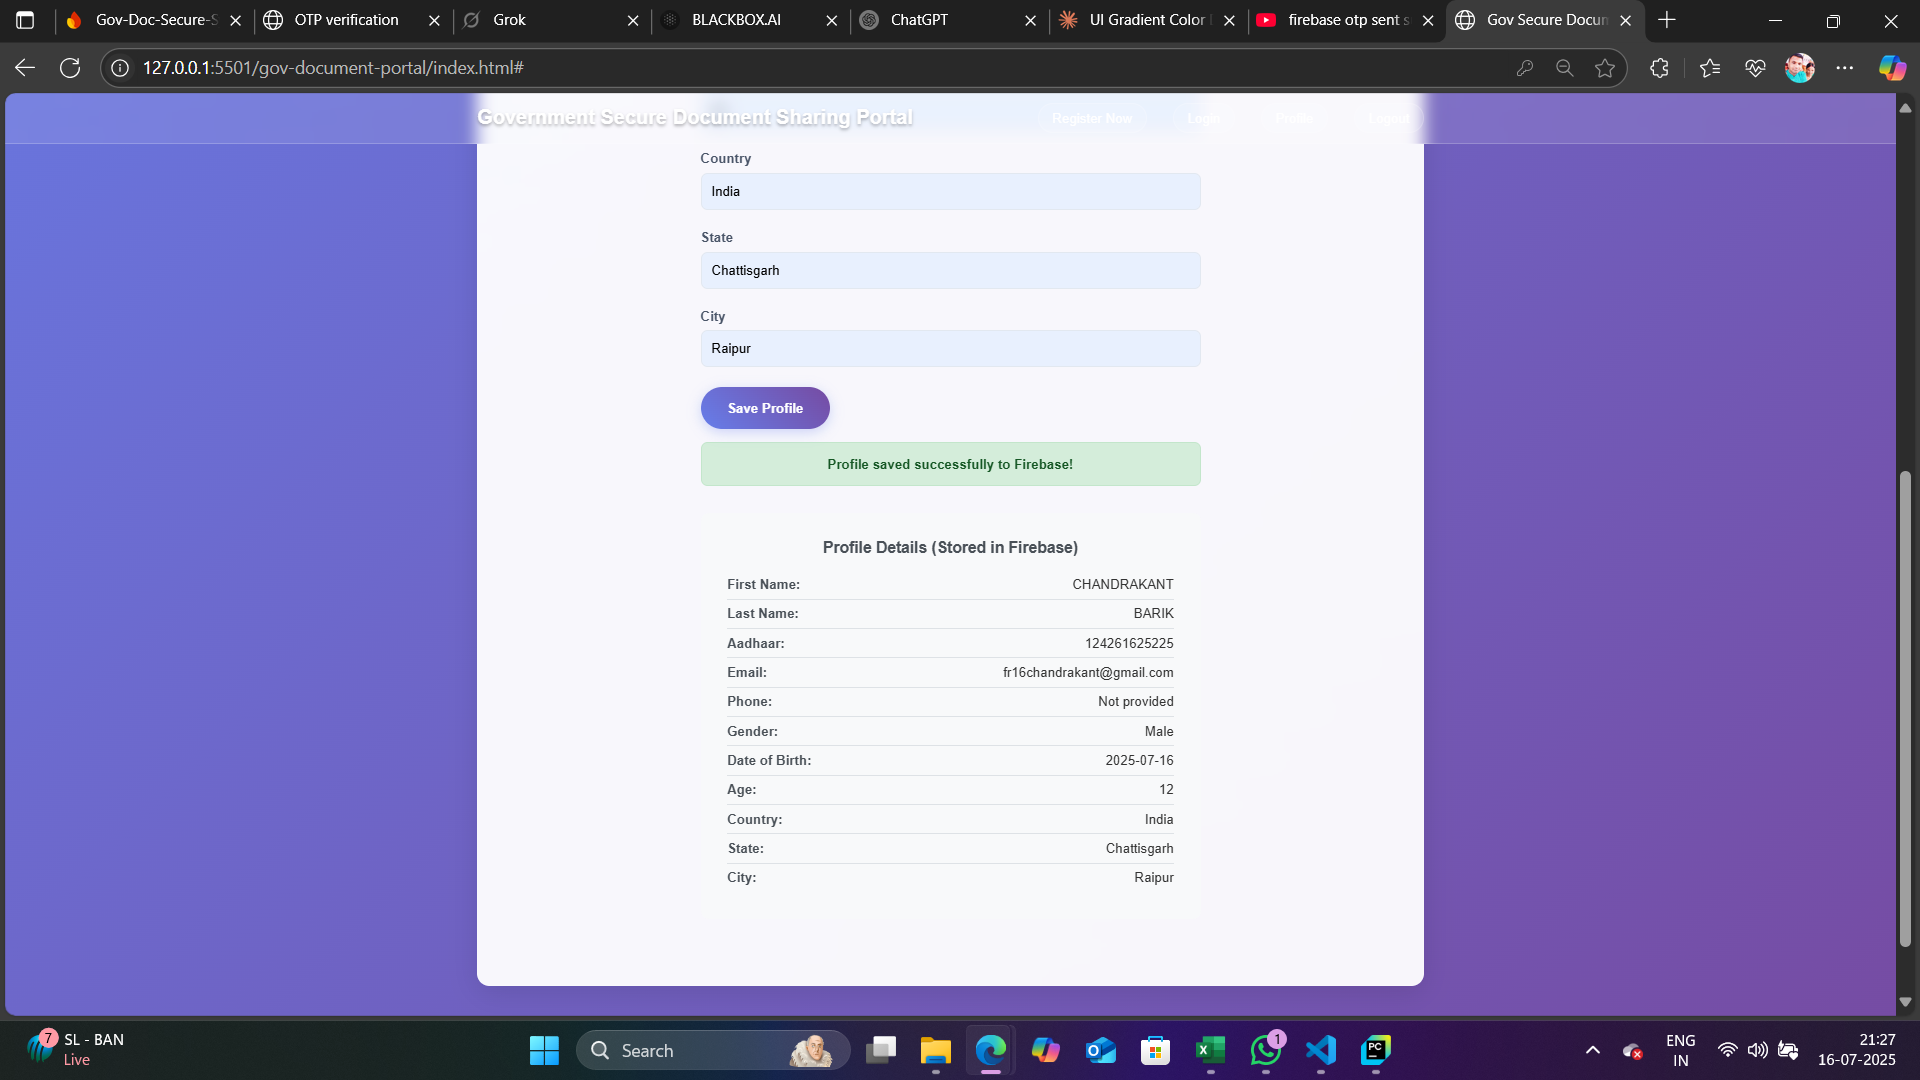 Gov-Doc-Secure-S
OTP verification
Grok
BLACKBOX.AI
ChatGPT
UI Gradient Color
firebase otp sent s
Gov Secure Docum
127.0.0.1:5501/gov-document-portal/index.html#
Government Secure Document Sharing Portal
Register Now
Login
Profile
Logout
Country
India
State
Chattisgarh
City
Raipur
Save Profile
Profile saved successfully to Firebase!
Profile Details (Stored in Firebase)
First Name: CHANDRAKANT
Last Name: BARIK
Aadhaar: 124261625225
Email: fr16chandrakant@gmail.com
Phone: Not provided
Gender: Male
Date of Birth: 2025-07-16
Age: 12
Country: India
State: Chattisgarh
City: Raipur
7
SL - BAN
Live
Search
1
PC
ENG
IN
21:27
16-07-2025